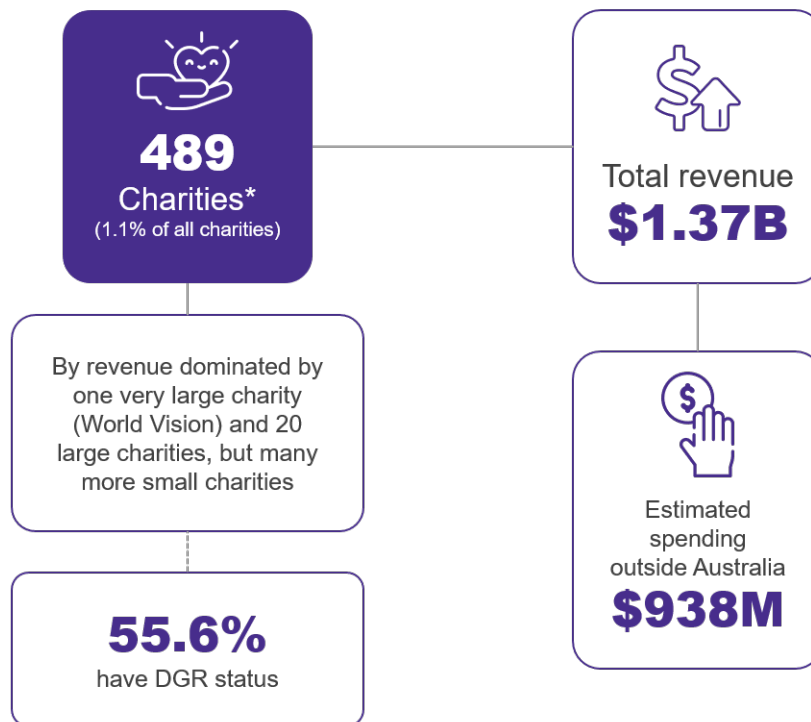 489
Charities*
(1.1% of all charities)
$
Total revenue
$1.37B
By revenue dominated by
one very large charity
(World Vision) and 20
large charities, but many
more small charities
$
Estimated
spending
outside Australia
$938M
55.6%
have DGR status